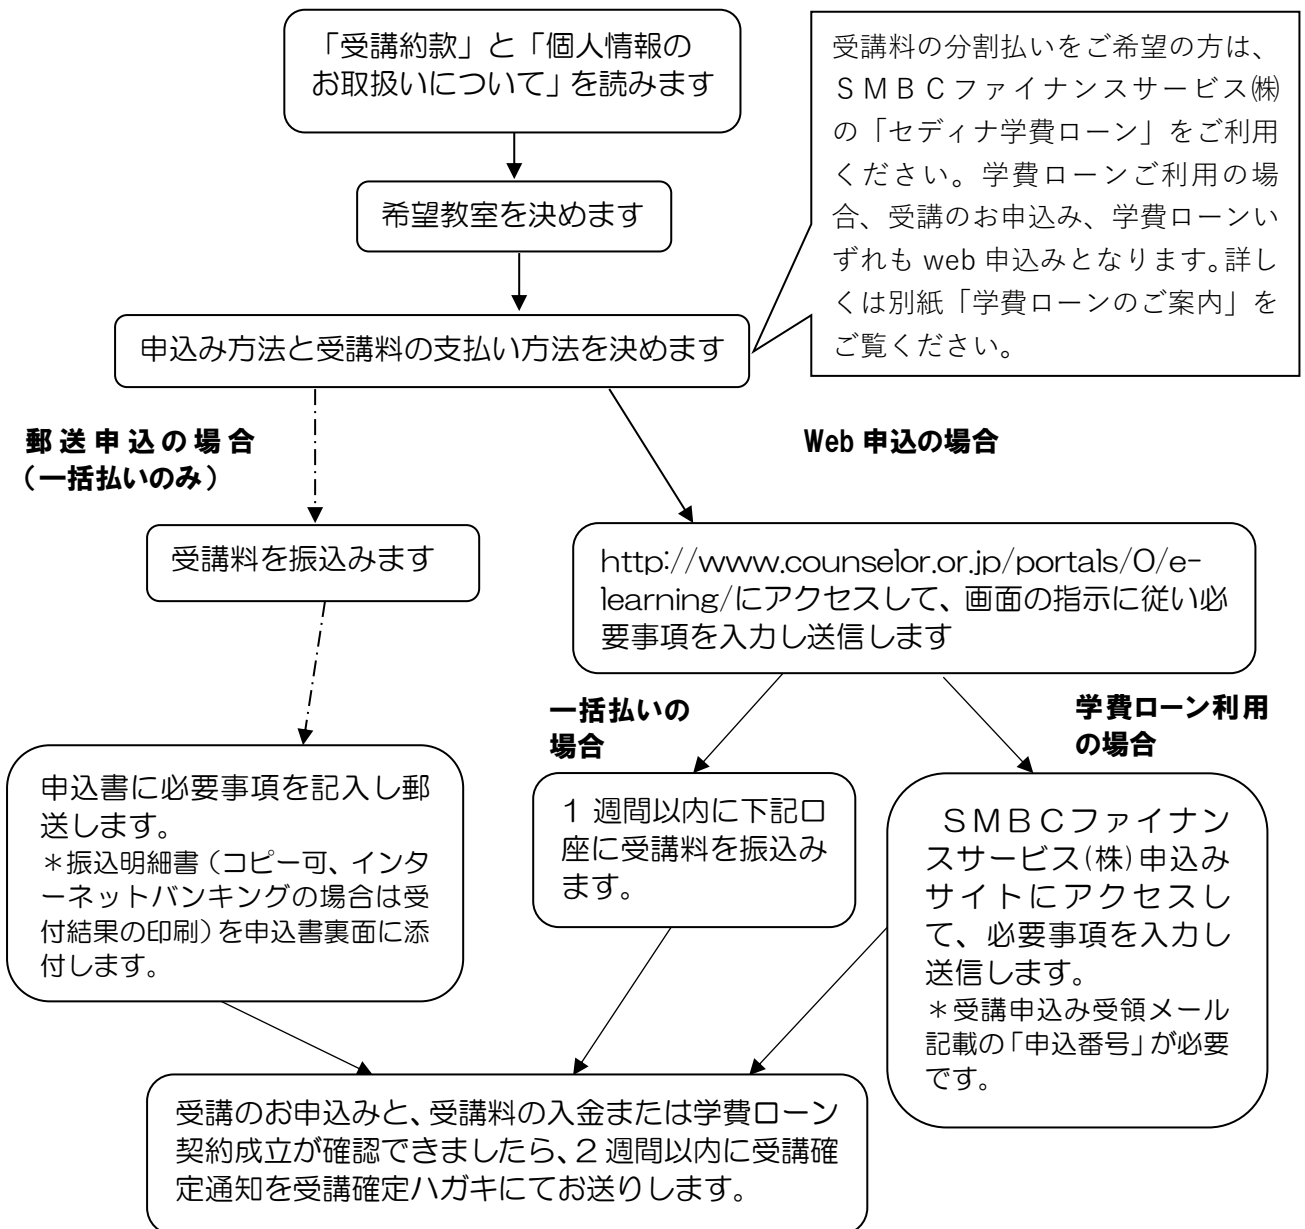 「受講約款」と「個人情報の
お取扱いについて」を読みます
受講料の分割払いをご希望の方は、
ＳＭＢＣファイナンスサービス㈱
の「セディナ学費ローン」をご利用
ください。学費ローンご利用の場
合、受講のお申込み、学費ローンい
ずれも web 申込みとなります。詳し
くは別紙「学費ローンのご案内」を
ご覧ください。
希望教室を決めます
申込み方法と受講料の支払い方法を決めます
郵送申込の場合
（一括払いのみ）
Web 申込の場合
受講料を振込みます
http://www.counselor.or.jp/portals/0/e-
learning/にアクセスして、画面の指示に従い必
要事項を入力し送信します
一括払いの
場合
学費ローン利用
の場合
申込書に必要事項を記入し郵
送します。
＊振込明細書（コピー可、インタ
ーネットバンキングの場合は受
付結果の印刷）を申込書裏面に添
付します。
1 週間以内に下記口
座に受講料を振込み
ます。
ＳＭＢＣファイナン
スサービス(株)申込み
サイトにアクセスし
て、必要事項を入力し
送信します。
＊受講申込み受領メール
記載の「申込番号」が必要
です。
受講のお申込みと、受講料の入金または学費ローン
契約成立が確認できましたら、2 週間以内に受講確
定通知を受講確定ハガキにてお送りします。